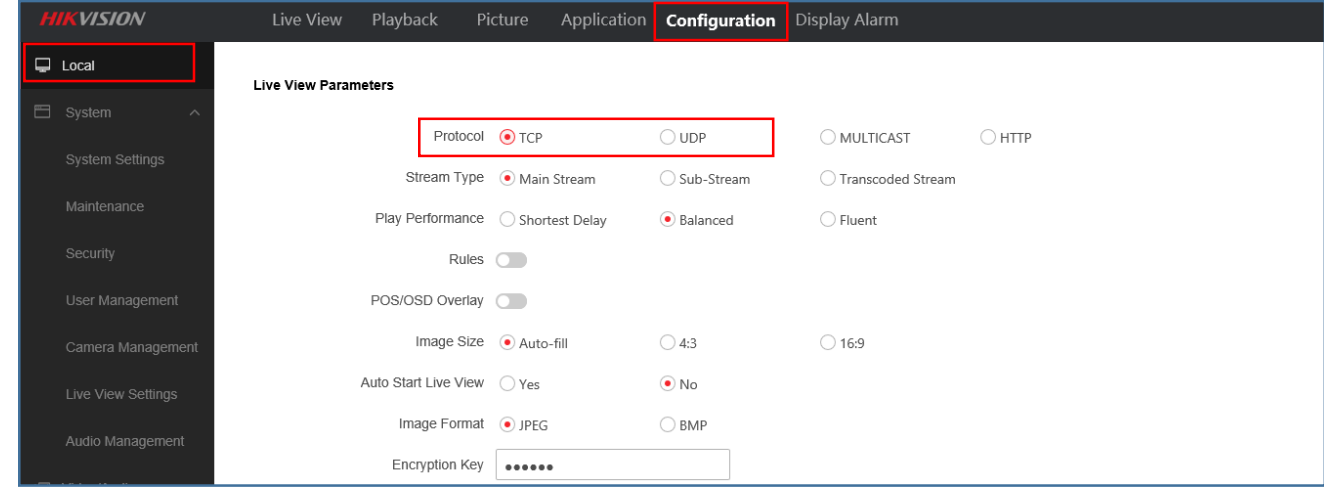 HIKVISION Live View Playback Picture Application Configuration Display Alarm
Local
System
System Settings
Maintenance
Security
User Management
Camera Management
Live View Settings
Audio Management
Live View Parameters
Protocol TCP UDP MULTICAST HTTP
Stream Type Main Stream Sub-Stream Transcoded Stream
Play Performance Shortest Delay Balanced Fluent
Rules
POS/OSD Overlay
Image Size Auto-fill 4:3 16:9
Auto Start Live View Yes No
Image Format JPEG BMP
Encryption Key ••••••